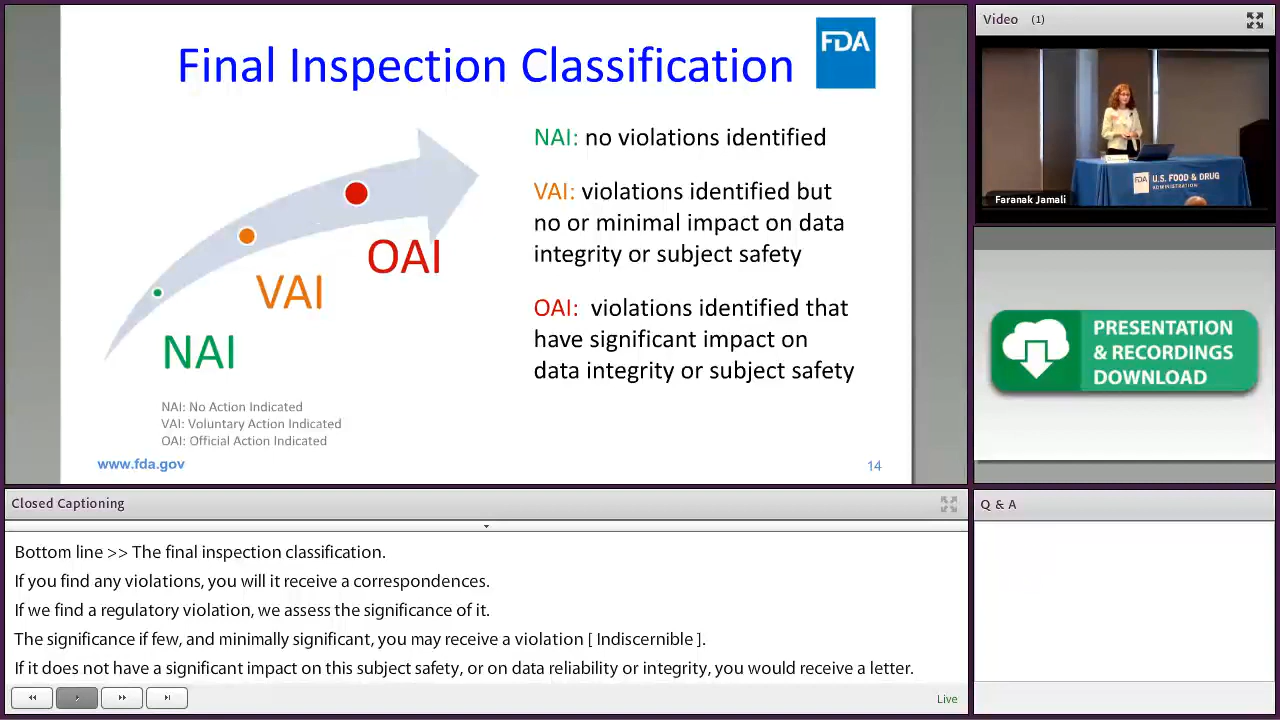 Final Inspection Classification
FDA
NAI: no violations identified
VAI: violations identified but
no or minimal impact on data
integrity or subject safety
OAI: violations identified that
have significant impact on
data integrity or subject safety
OAI
VAI
NAI
NAI: No Action Indicated
VAI: Voluntary Action Indicated
OAI: Official Action Indicated
www.fda.gov
14
Video (1)
FDA U.S. FOOD & DRUG
ADMINISTRATION
Faranak Jamali
PRESENTATION
& RECORDINGS
DOWNLOAD
Closed Captioning
Bottom line >> The final inspection classification.
If you find any violations, you will it receive a correspondences.
If we find a regulatory violation, we assess the significance of it.
The significance if few, and minimally significant, you may receive a violation [ Indiscernible ].
If it does not have a significant impact on this subject safety, or on data reliability or integrity, you would receive a letter.
Live
Q & A